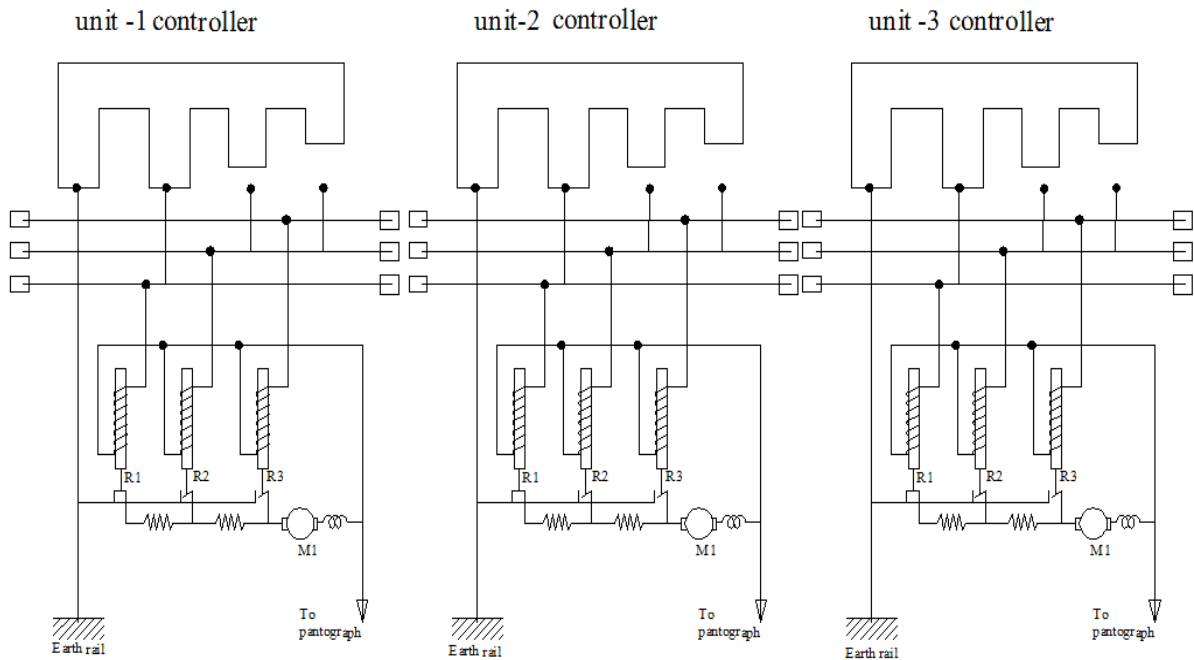 unit -1 controller
unit-2 controller
unit -3 controller
R1
R2
R3
R1
R2
R3
R1
R2
R3
M1
M1
M1
To
pantograph
To
pantograph
To
pantograph
Earth rail
Earth rail
Earth rail